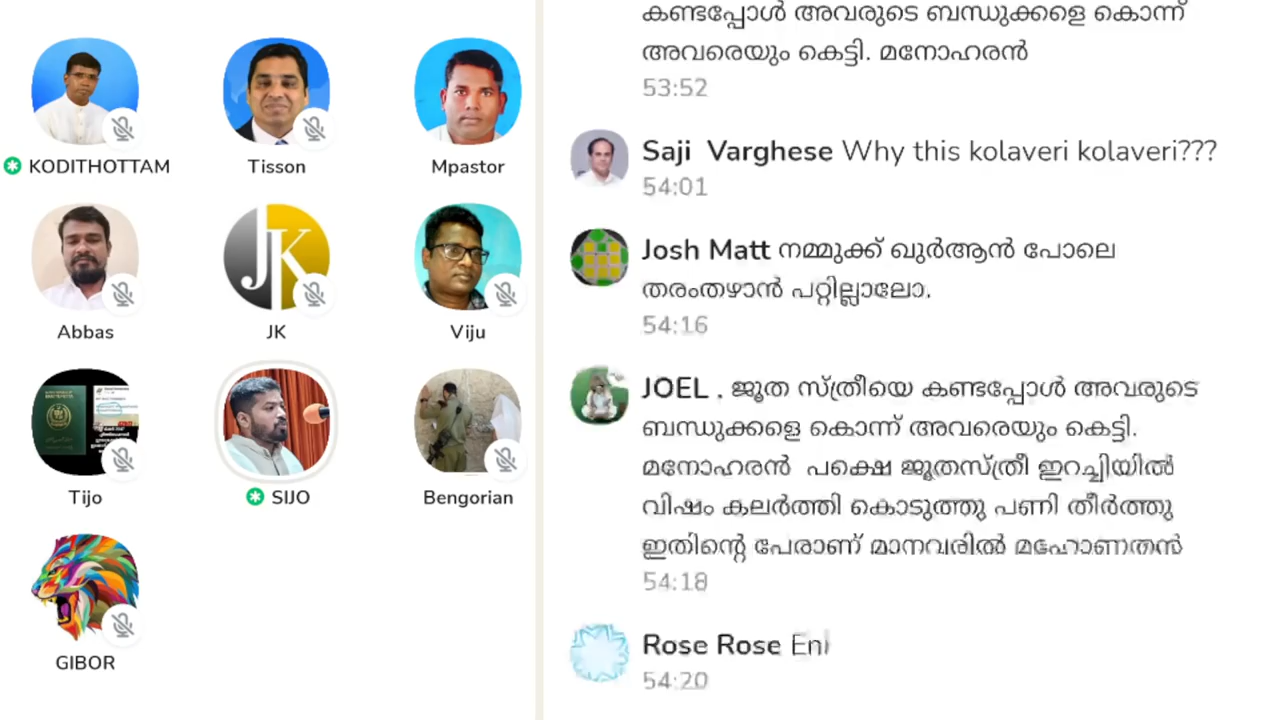 KODITHOTTAM
Tisson
Mpastor
Abbas
JK
JK
Viju
Tijo
SIJO
Bengorian
GIBOR
കണ്ടപ്പോൾ അവരുടെ ബന്ധുക്കളെ കൊന്ന്
അവരെയും കെട്ടി. മനോഹരൻ
53:52
Saji Varghese Why this kolaveri kolaveri???
54:01
Josh Matt നമ്മുക്ക് ഖുർആൻ പോലെ
തരംതഴാൻ പറ്റില്ലാലോ.
54:16
JOEL . ജൂത സ്ത്രീയെ കണ്ടപ്പോൾ അവരുടെ
ബന്ധുക്കളെ കൊന്ന് അവരെയും കെട്ടി.
മനോഹരൻ പക്ഷെ ജൂതസ്ത്രീ ഇറച്ചിയിൽ
വിഷം കലർത്തി കൊടുത്തു പണി തീർത്തു
ഇതിന്റെ പേരാണ് മാനവരിൽ മഹോണതൻ
54:18
Rose Rose
54:20